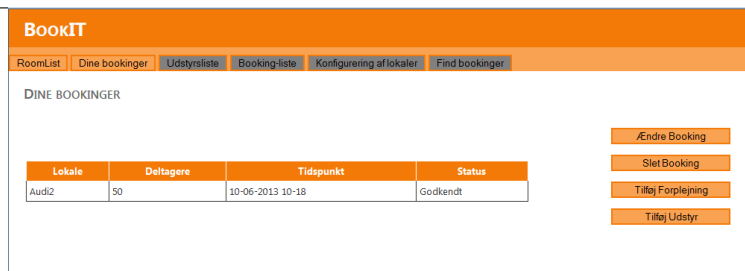 BOOKIT
RoomList Dine bookinger Udstyrsliste Booking-liste Konfigurering af lokaler Find bookinger
DINE BOOKINGER
Ændre Booking
Slet Booking
Tilføj Forplejning
Tilføj Udstyr
Lokale Deltagere Tidspunkt Status
Audi2 50 10-06-2013 10-18 Godkendt